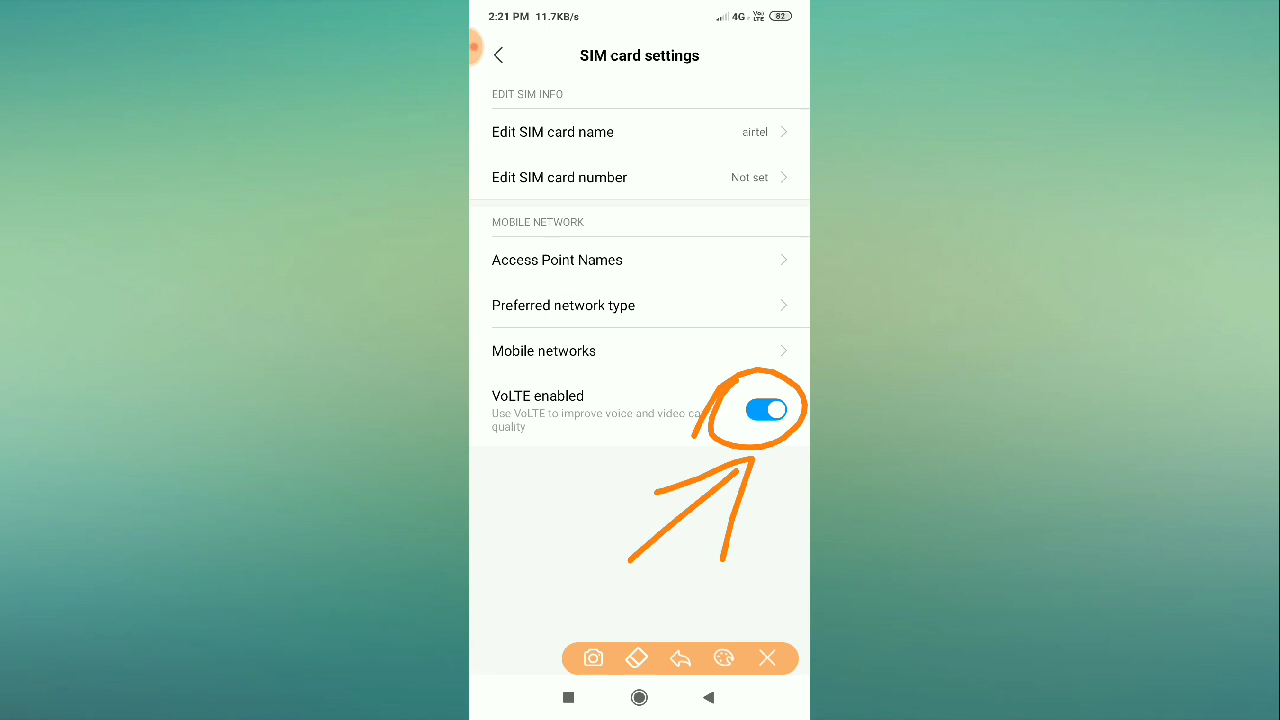 2:21 PM 11.7KB/s 4G Vo LTE 82
SIM card settings
EDIT SIM INFO
Edit SIM card name airtel
Edit SIM card number Not set
MOBILE NETWORK
Access Point Names
Preferred network type
Mobile networks
VoLTE enabled
Use VoLTE to improve voice and video ca
quality